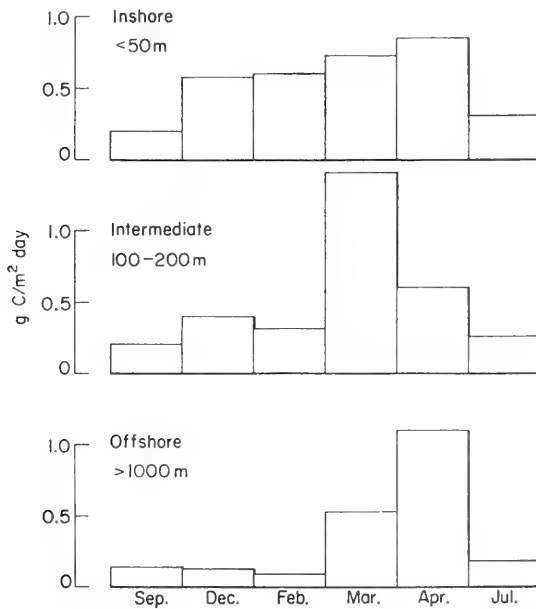 Inshore
<50m
1.0
0.5
0
Intermediate
100-200m
1.0
0.5
0
g C/m² day
Offshore
>1000m
1.0
0.5
0
Sep. Dec. Feb. Mar. Apr. Jul.